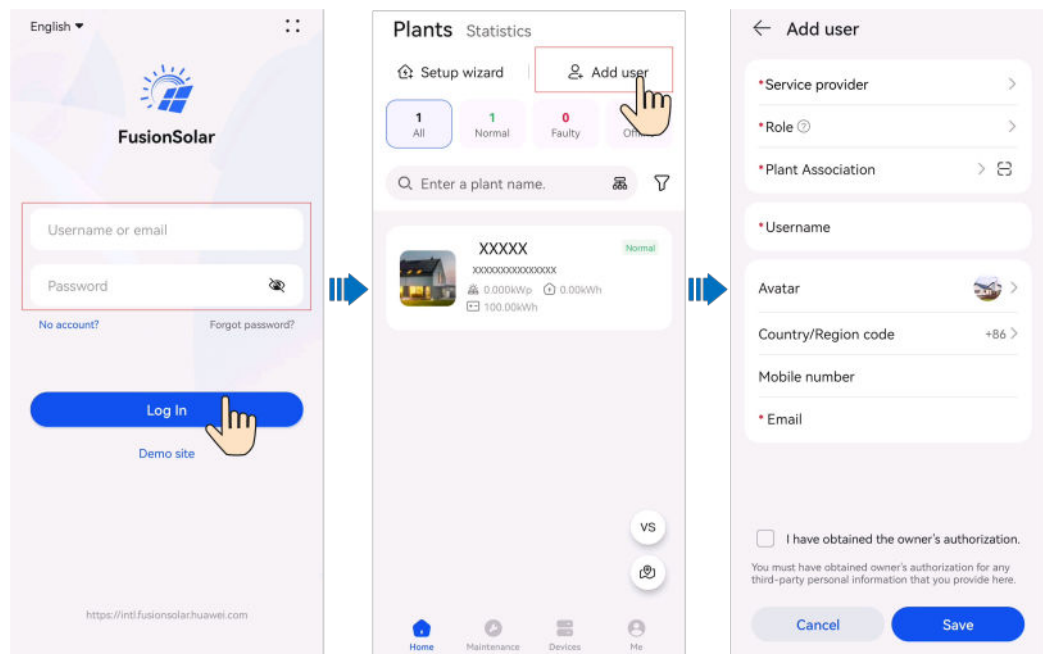 English
FusionSolar
Username or email
Password
No account?
Forgot password?
Log In
Demo site
https://intl.fusionsolar.huawei.com
Plants Statistics
Setup wizard
Add user
1
All
1
Normal
0
Faulty
Enter a plant name.
XXXXX
Normal
XXXXXXXXXXXXXXX
0.000kWp 0.00kWh
100.00kWh
VS
Home
Maintenance
Devices
Me
Add user
*Service provider
*Role
*Plant Association
*Username
Avatar
Country/Region code +86
Mobile number
* Email
I have obtained the owner's authorization.
You must have obtained owner's authorization for any
third-party personal information that you provide here.
Cancel
Save